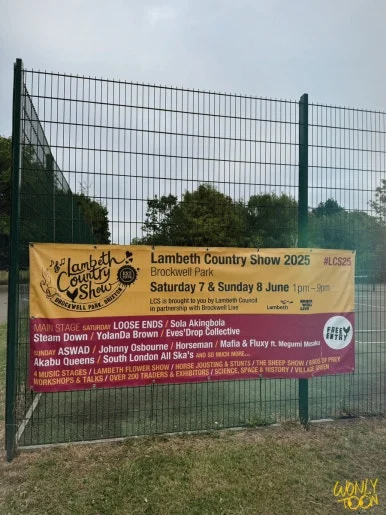 Lambeth
Country
Show
BROCKWELL PARK, BRIXTON
Lambeth Country Show 2025 #LCS25
Brockwell Park
Saturday 7 & Sunday 8 June 1pm – 9pm
LCS is brought to you by Lambeth Council
in partnership with Brockwell Live
Lambeth
MAIN STAGE SATURDAY LOOSE ENDS / Sola Akingbola
Steam Down / YolanDa Brown / Eves'Drop Collective
SUNDAY ASWAD / Johnny Osbourne / Horseman / Mafia & Fluxy ft. Megumi Mesaku
Akabu Queens / South London All Ska's AND SO MUCH MORE...
4 MUSIC STAGES / LAMBETH FLOWER SHOW / HORSE JOUSTING & STUNTS / THE SHEEP SHOW / BIRDS OF PREY
WORKSHOPS & TALKS / OVER 200 TRADERS & EXHIBITORS / SCIENCE, SPACE & HISTORY / VILLAGE GREEN
FREE
ENTRY
WONLY
TOON